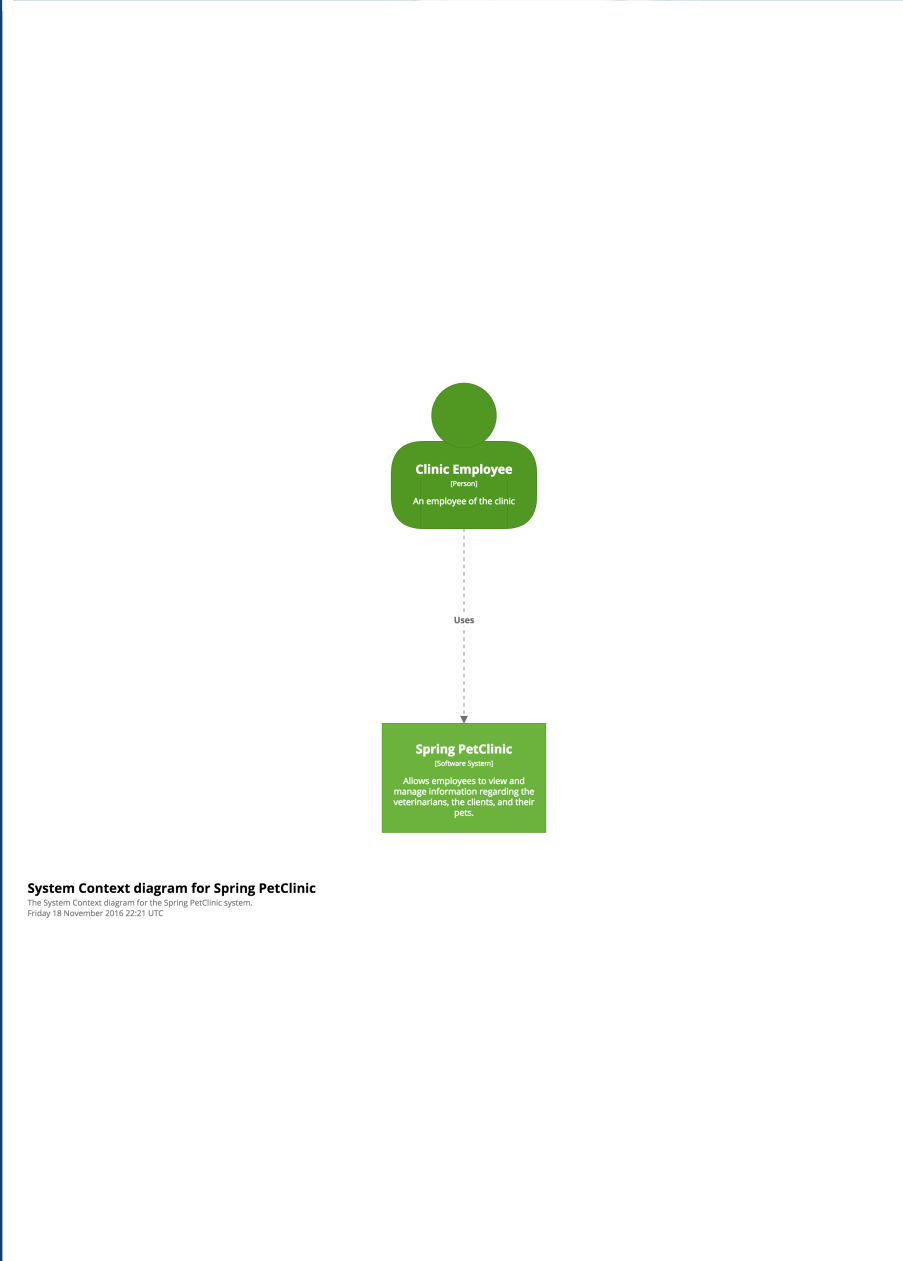 Clinic Employee
[Person]
An employee of the clinic
Uses
Spring PetClinic
[Software System]
Allows employees to view and
manage information regarding the
veterinarians, the clients, and their
pets.
System Context diagram for Spring PetClinic
The System Context diagram for the Spring PetClinic system.
Friday 18 November 2016 22:21 UTC